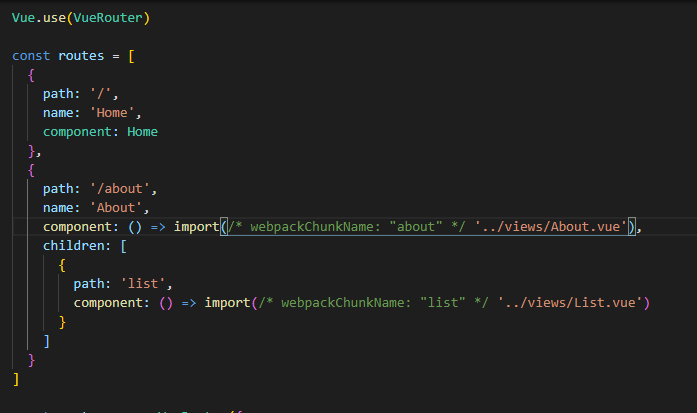 Vue.use(VueRouter)
const routes = [
{
path: '/',
name: 'Home',
component: Home
},
{
path: '/about',
name: 'About',
component: () => import(/* webpackChunkName: "about" */ '../views/About.vue'),
children: [
{
path: 'list',
component: () => import(/* webpackChunkName: "list" */ '../views/List.vue')
}
]
}
]